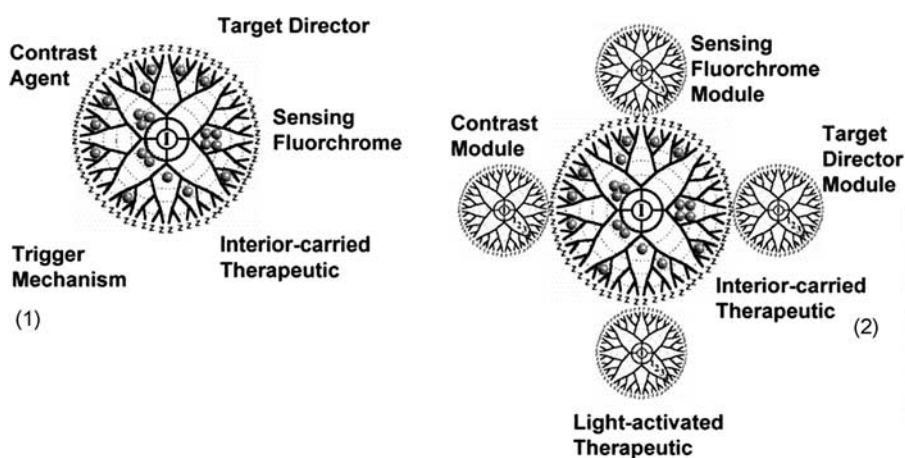 Target Director
Contrast
Agent
Sensing
Fluorchrome
Trigger
Mechanism
Interior-carried
Therapeutic
(1)
Sensing
Fluorchrome
Module
Contrast
Module
Target
Director
Module
Interior-carried
Therapeutic
(2)
Light-activated
Therapeutic